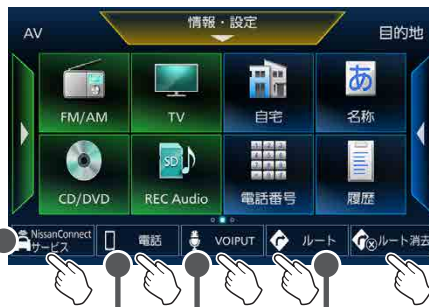 AV
情報・設定
目的地
FM/AM
TV
自宅
あ
名称
CD/DVD
SD
REC Audio
電話番号
履歴
NissanConnect
サービス
電話
VOIPUT
ルート
ルート消去